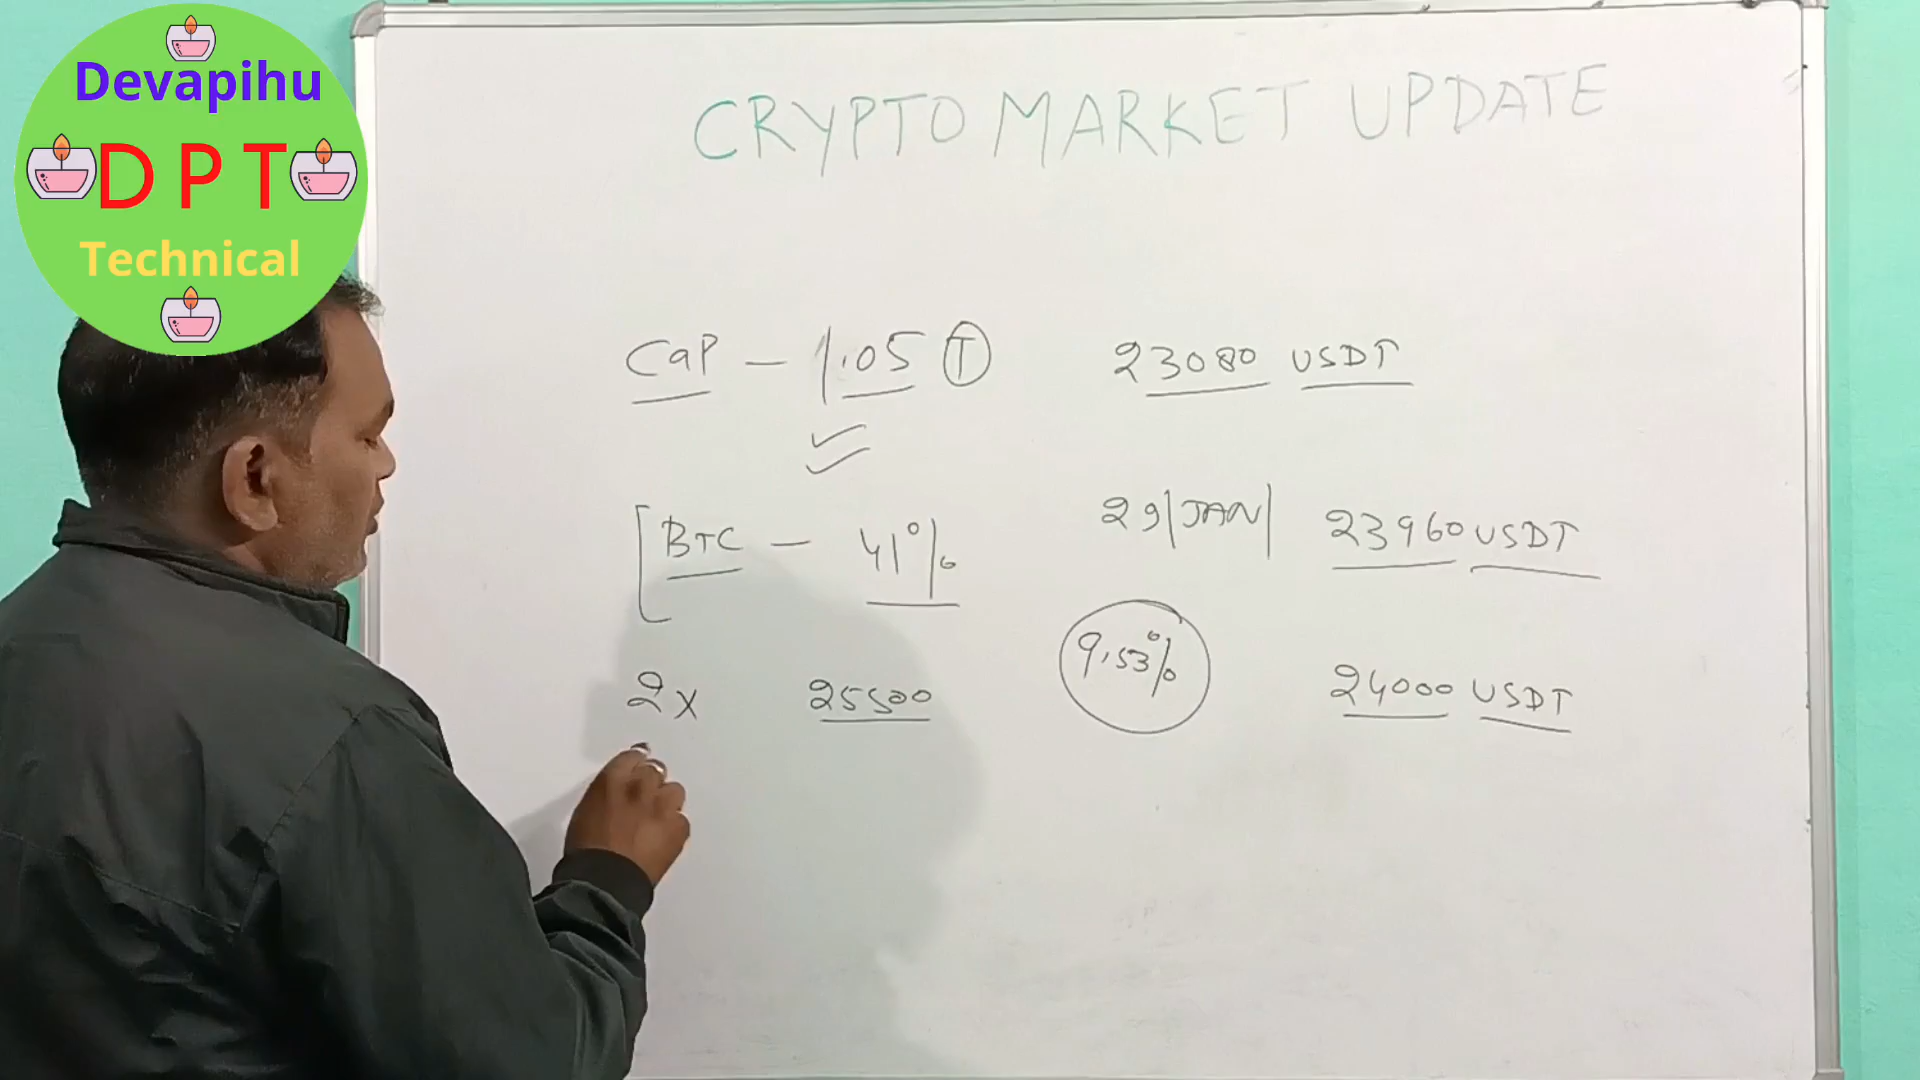 Devapihu
D P T
Technical
CRYPTO MARKET UPDATE
CaP - 1.05 T
23080 USDT
BTC - 41%
29|JAN| 23960 USDT
2x 25500
9.53%
24000 USDT